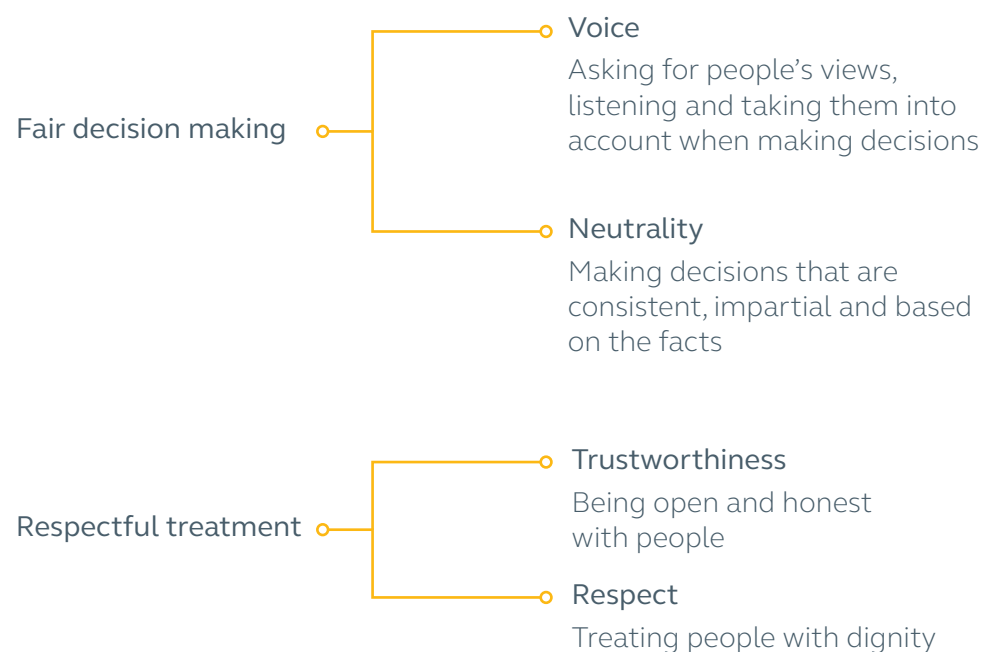 Fair decision making
Voice
Asking for people’s views,
listening and taking them into
account when making decisions
Neutrality
Making decisions that are
consistent, impartial and based
on the facts
Respectful treatment
Trustworthiness
Being open and honest
with people
Respect
Treating people with dignity